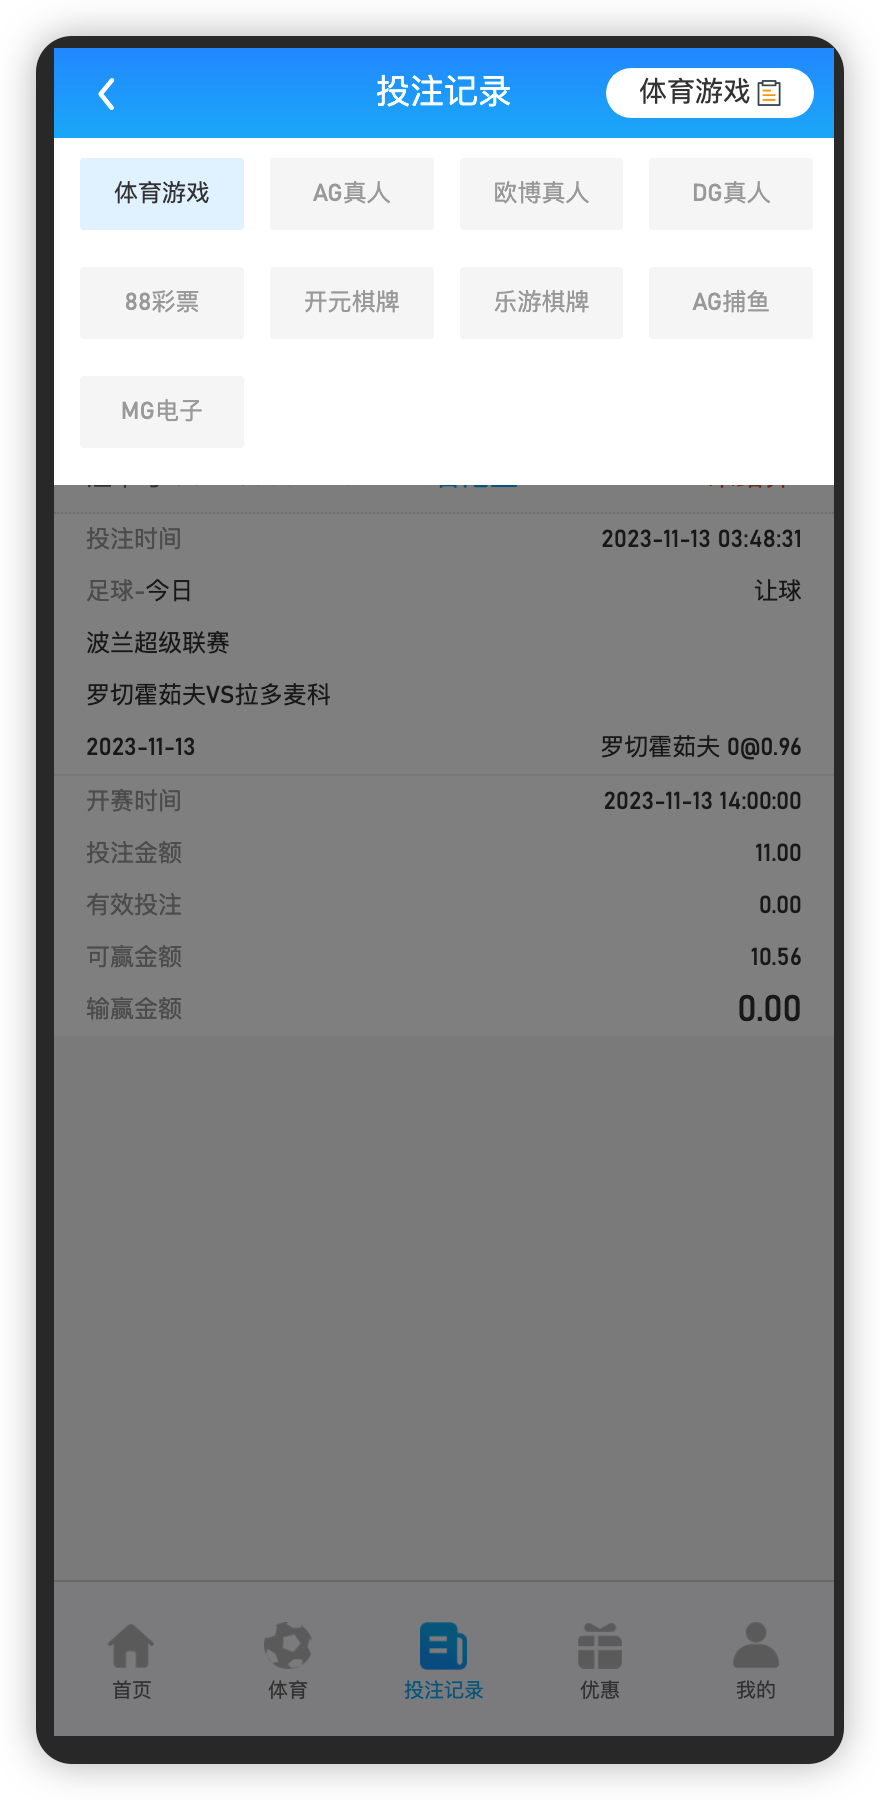 投注记录
体育游戏
体育游戏 AG真人 欧博真人 DG真人
88彩票 开元棋牌 乐游棋牌 AG捕鱼
MG电子
投注时间 2023-11-13 03:48:31
足球-今日 让球
波兰超级联赛
罗切霍茹夫VS拉多麦科
2023-11-13 罗切霍茹夫 0@0.96
开赛时间 2023-11-13 14:00:00
投注金额 11.00
有效投注 0.00
可赢金额 10.56
输赢金额 0.00
首页 体育 投注记录 优惠 我的